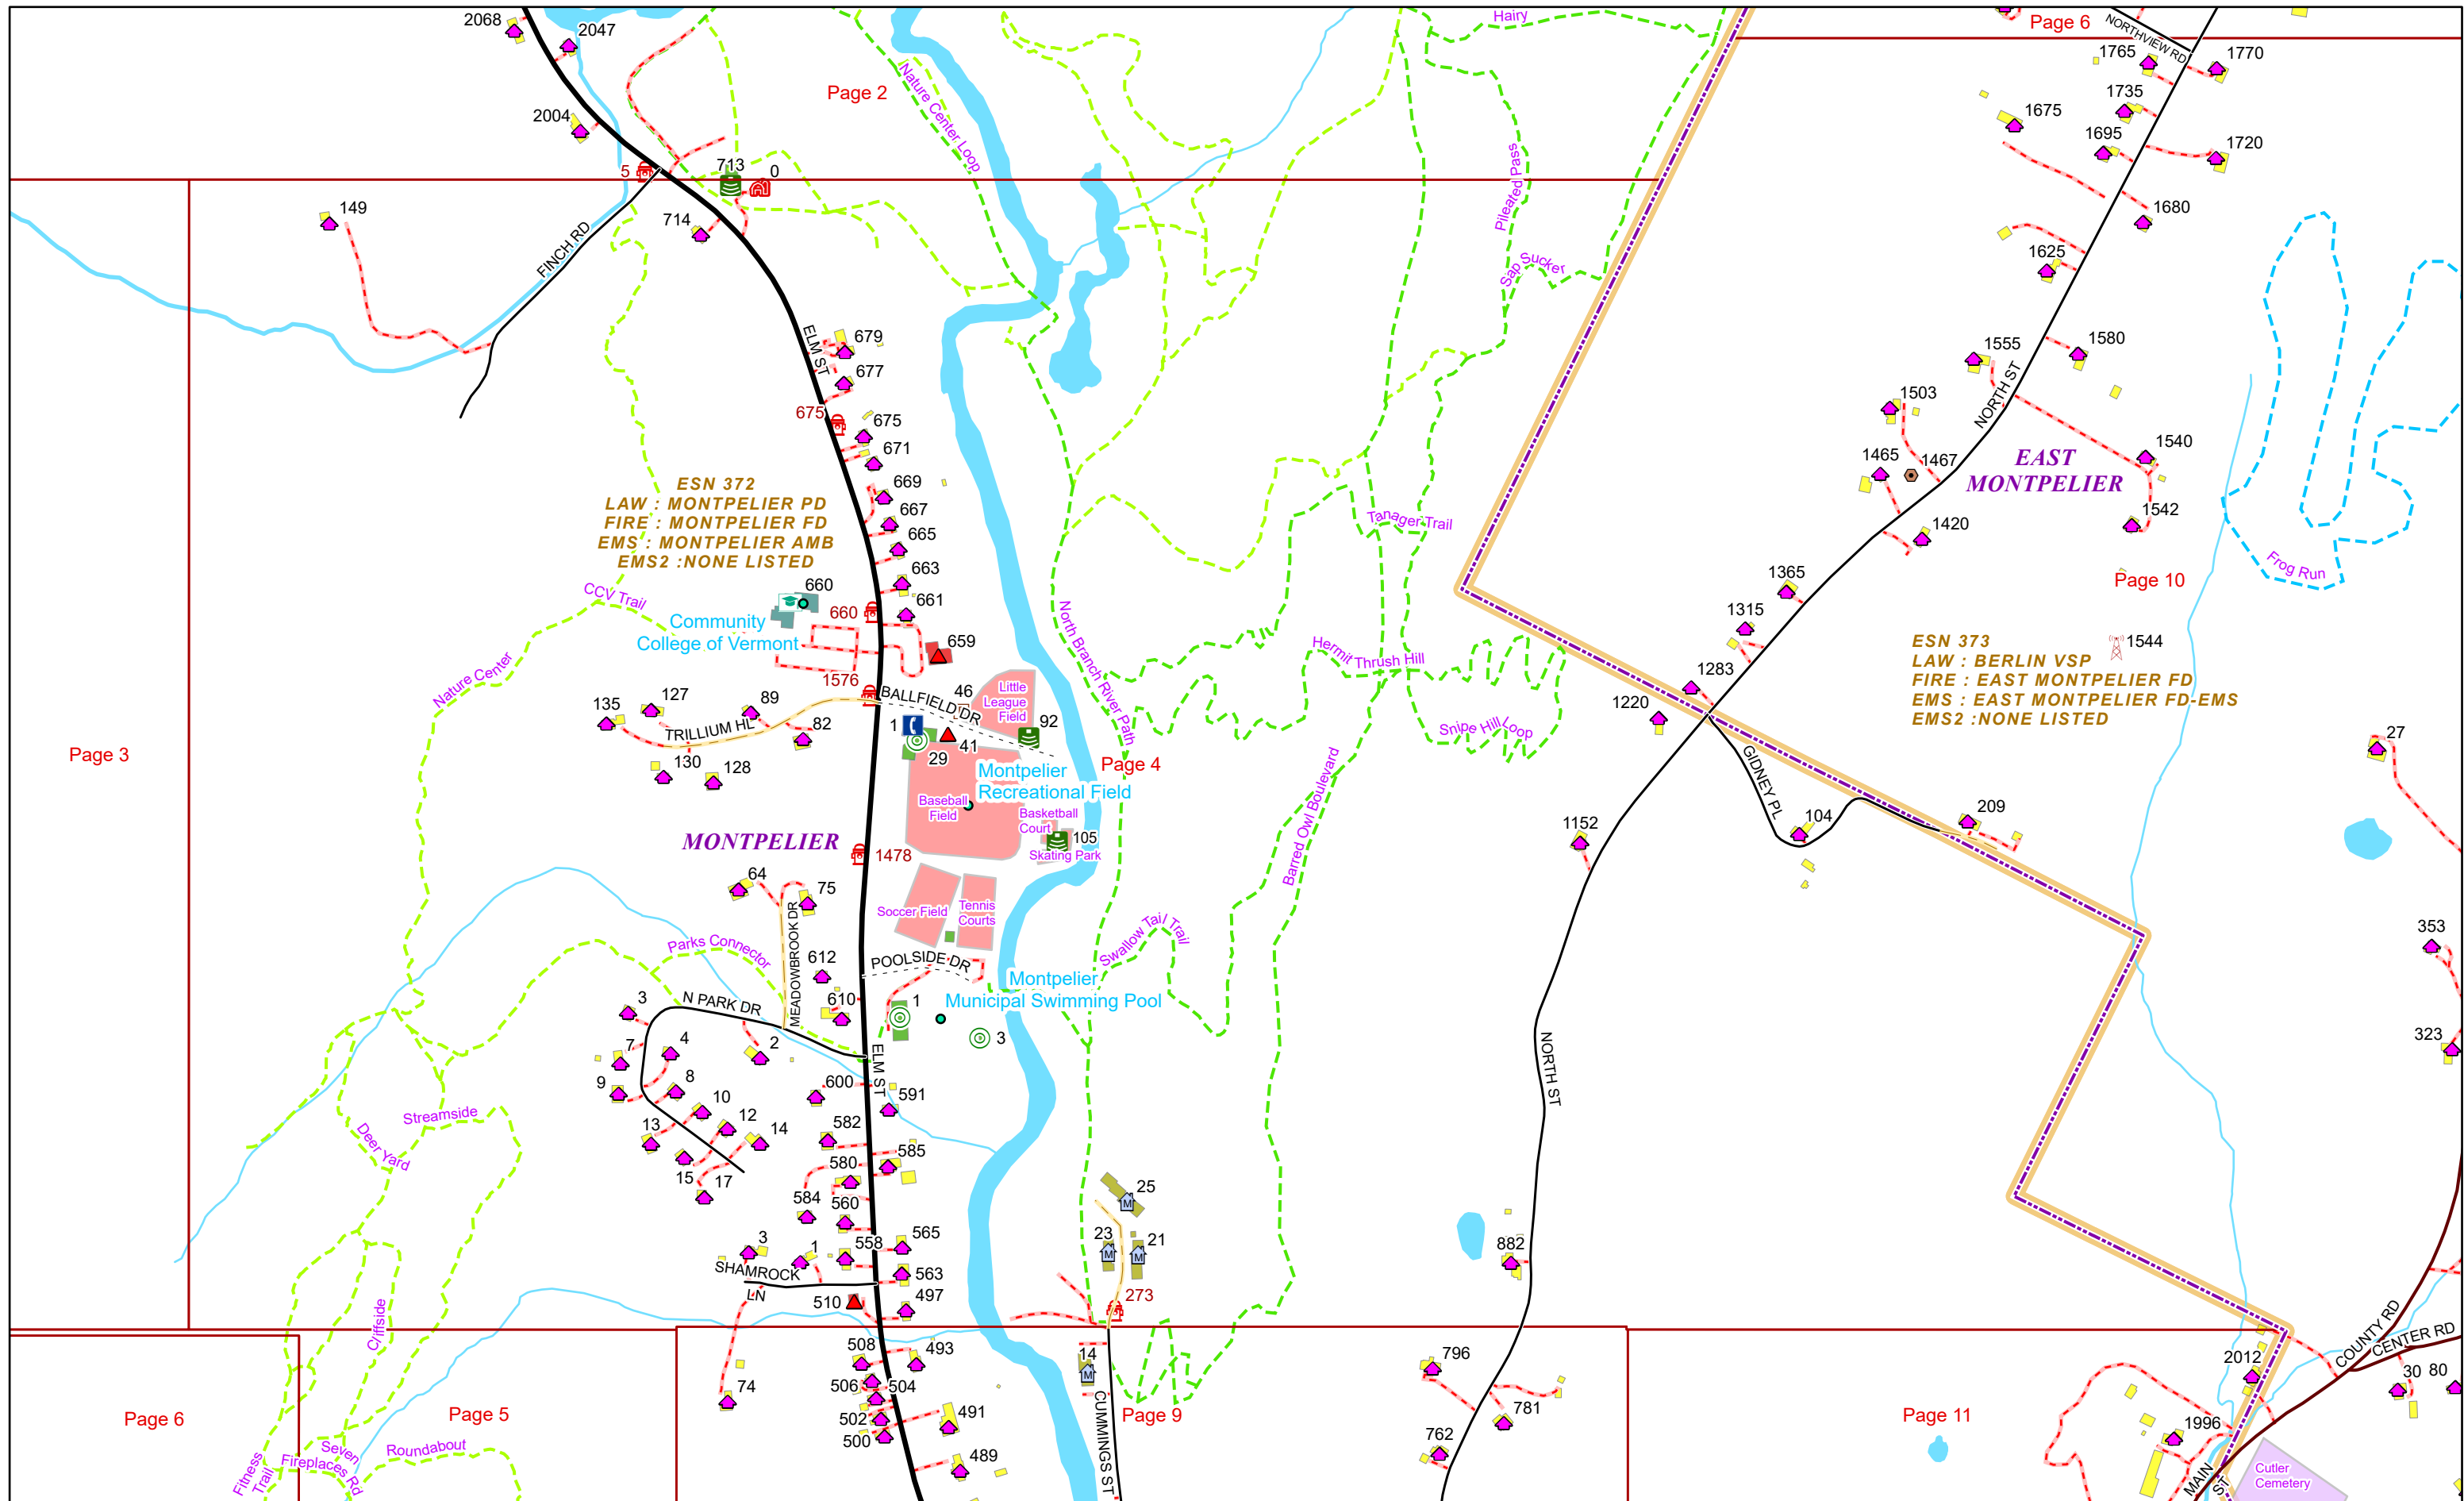 2068
2047
2004
Page 2
Nature Center Loop
Hairy
Page 6
NORTHVIEW RD
1765
1770
1735
1675
1695
1720
1680
1625
5
713
0
714
149
FINCH RD
Pileated Pass
Sap Sucker
ELM ST
679
677
675
675
671
669
667
665
663
661
1555
1580
NORTH ST
1503
1465
1467
1540
1542
1420
EAST
MONTPELIER
Frog Run
Page 10
ESN 372
LAW : MONTPELIER PD
FIRE : MONTPELIER FD
EMS : MONTPELIER AMB
EMS2 :NONE LISTED
Tanager Trail
1365
1315
1283
1220
ESN 373
LAW : BERLIN VSP
FIRE : EAST MONTPELIER FD
EMS : EAST MONTPELIER FD-EMS
EMS2 :NONE LISTED
1544
CCV Trail
660
660
Community
College of Vermont
659
1576
Nature Center
North Branch River Path
Hermit Thrush Hill
Snipe Hill Loop
135
127
89
82
TRILLIUM HL
130
128
BALLFIELD DR
46
Little
League
Field
1
41
29
92
Montpelier
Recreational Field
Baseball
Field
Basketball
Court
105
Skating Park
Page 3
Page 4
Barred Owl Boulevard
GIDNEY PL
104
209
27
1152
MONTPELIER
1478
64
75
MEADOWBROOK DR
Soccer Field
Tennis
Courts
Parks Connector
612
POOLSIDE DR
Swallow Tail Trail
Montpelier
Municipal Swimming Pool
353
323
3
N PARK DR
610
1
3
7
4
2
9
8
10
12
14
13
15
17
ELM ST
600
591
582
585
580
584
560
565
558
563
497
NORTH ST
Streamside
Deer Yard
Cliffside
3
1
SHAMROCK
LN
510
25
23
21
273
882
COUNTY RD
CENTER RD
2012
30
80
508
493
506
504
502
500
491
489
74
14
CUMMINGS ST
Page 9
796
781
762
Page 11
1996
MAIN
ST
Cutler
Cemetery
Page 6
Page 5
Fitness
Trail
Seven
Fireplaces Rd
Roundabout